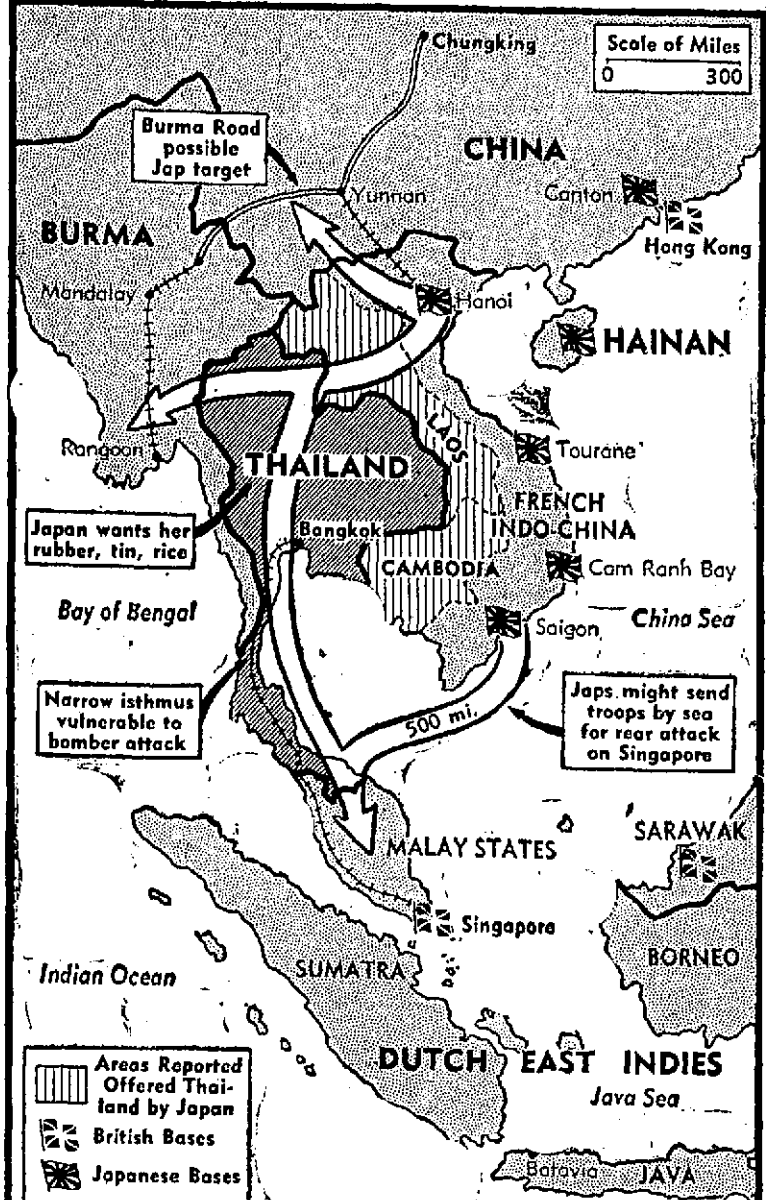 Chungking
Scale of Miles
0 300
Burma Road
possible
Jap target
CHINA
Yunnan
Canton
Hong Kong
BURMA
Mandalay
Hanoi
HAINAN
Rangoon
LAOS
THAILAND
Tourane
FRENCH
INDO-CHINA
Japan wants her
rubber, tin, rice
Bangkok
CAMBODIA
Cam Ranh Bay
Bay of Bengal
China Sea
Saigon
Narrow isthmus
vulnerable to
bomber attack
500 mi.
Japs might send
troops by sea
for rear attack
on Singapore
MALAY STATES
SARAWAK
Singapore
Indian Ocean
SUMATRA
BORNEO
DUTCH EAST INDIES
Java Sea
Areas Reported
Offered Thai-
land by Japan
British Bases
Japanese Bases
Batavia
JAVA